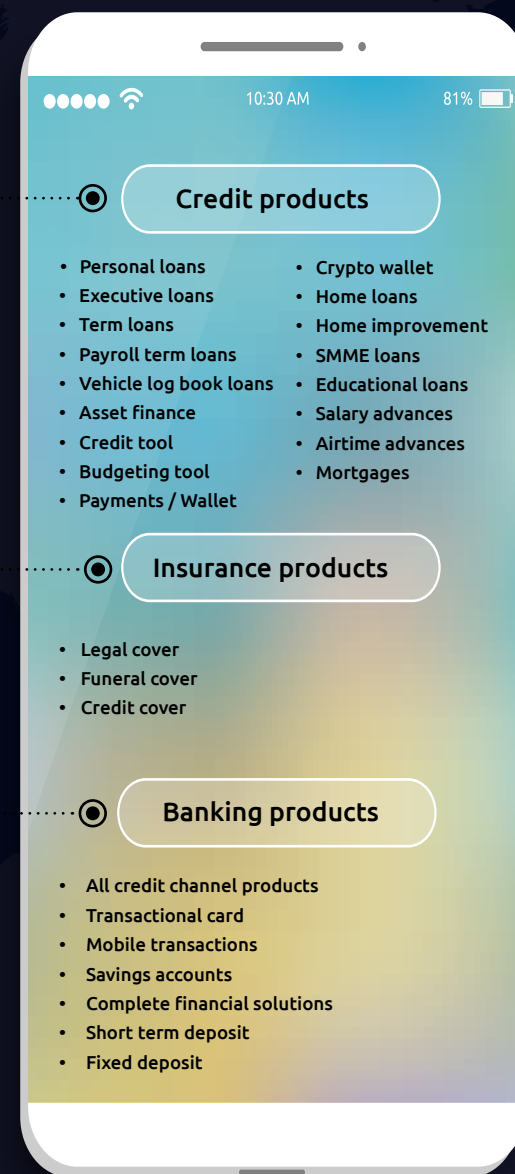 10:30 AM
81%
Credit products
• Personal loans
• Executive loans
• Term loans
• Payroll term loans
• Vehicle log book loans
• Asset finance
• Credit tool
• Budgeting tool
• Payments / Wallet
• Crypto wallet
• Home loans
• Home improvement
• SMME loans
• Educational loans
• Salary advances
• Airtime advances
• Mortgages
Insurance products
• Legal cover
• Funeral cover
• Credit cover
Banking products
• All credit channel products
• Transactional card
• Mobile transactions
• Savings accounts
• Complete financial solutions
• Short term deposit
• Fixed deposit